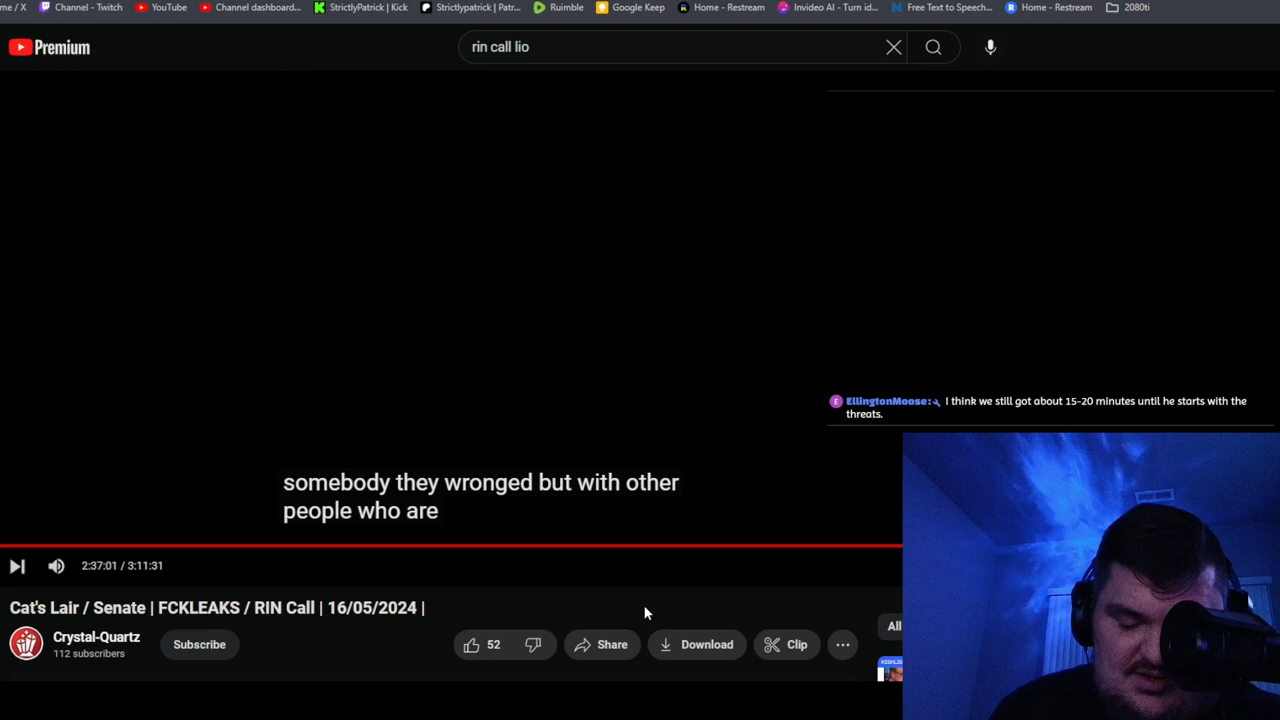 me / X
Channel - Twitch
YouTube
Channel dashboard...
StrictlyPatrick | Kick
Strictlypatrick | Patr...
Rumble
Google Keep
Home - Restream
Invideo AI - Turn id...
Free Text to Speech...
Home - Restream
2080ti
Premium
rin call lio
EllingtonMoose: I think we still got about 15-20 minutes until he starts with the
threats.
somebody they wronged but with other
people who are
2:37:01 / 3:11:31
Cat's Lair / Senate | FCKLEAKS / RIN Call | 16/05/2024 |
Crystal-Quartz
112 subscribers
Subscribe
52
Share
Download
Clip
All